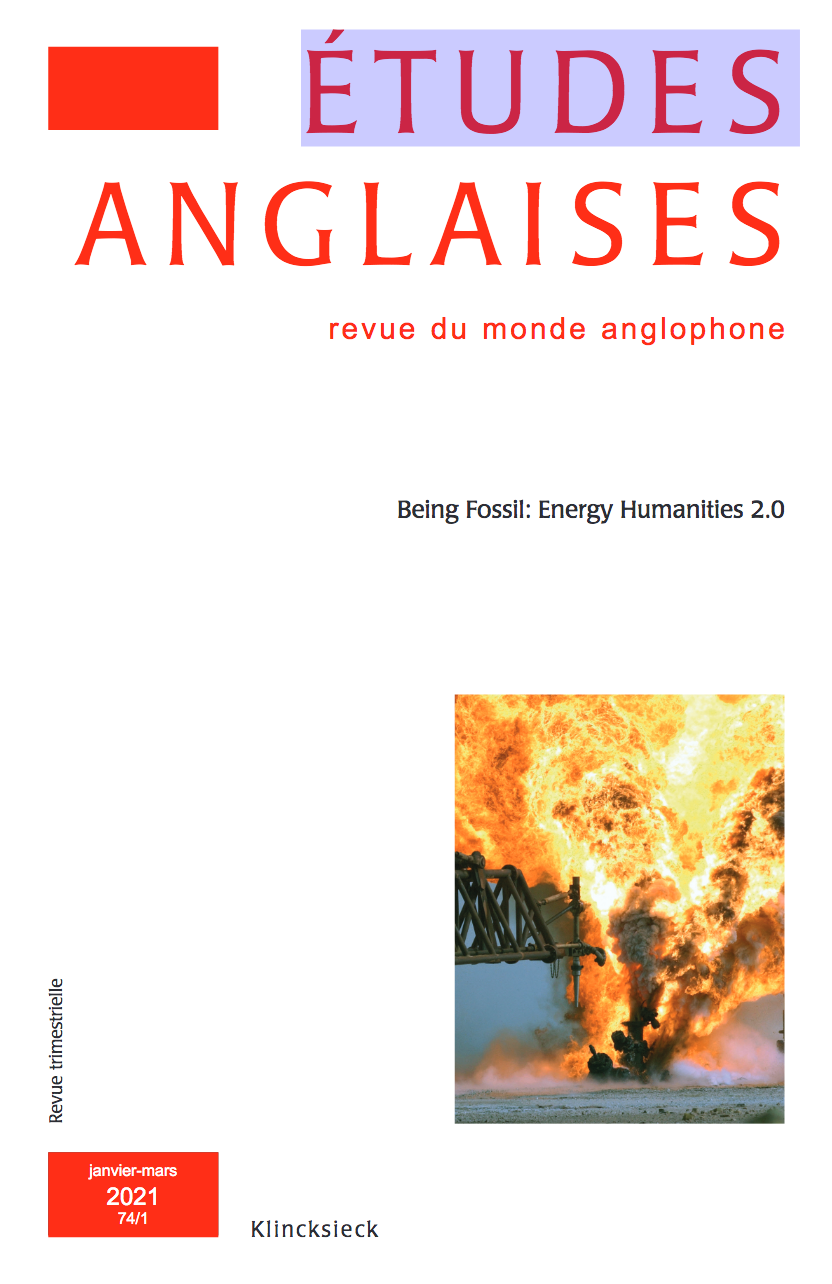 ÉTUDES
ANGLAISES
revue du monde anglophone
Being Fossil: Energy Humanities 2.0
Revue trimestrielle
janvier-mars
2021
74/1
Klincksieck